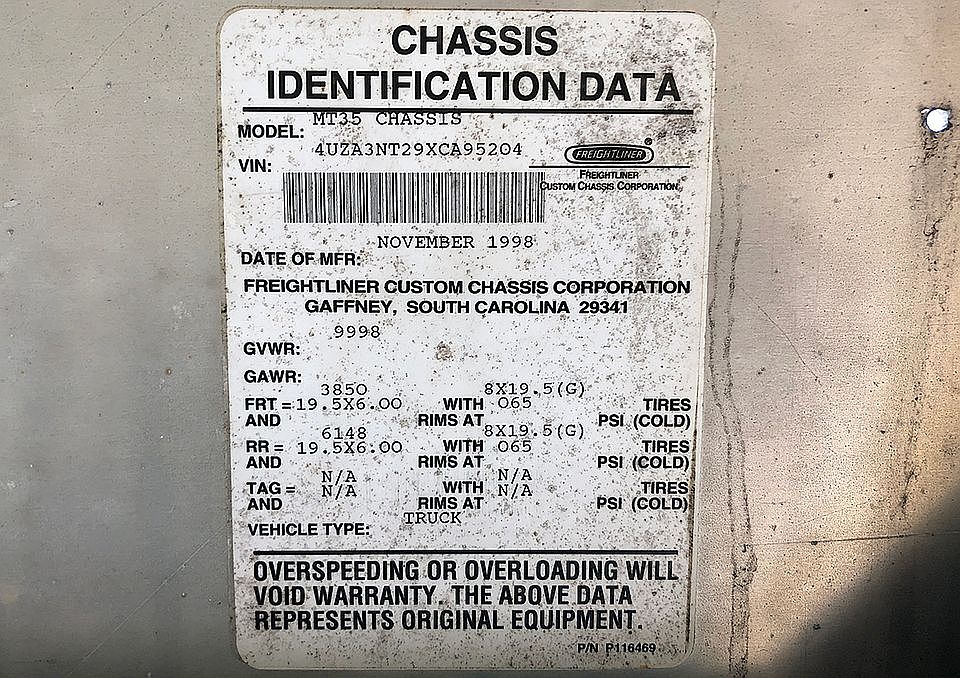 CHASSIS
IDENTIFICATION DATA
MT35 CHASSIS
MODEL:
4UZA3NT29XCA95204
VIN:
FREIGHTLINER
FREIGHTLINER
CUSTOM CHASSIS CORPORATION
NOVEMBER 1998
DATE OF MFR:
FREIGHTLINER CUSTOM CHASSIS CORPORATION
GAFFNEY, SOUTH CAROLINA 29341
9998
GVWR:
GAWR:
3850 8X19.5(G)
FRT = 19.5X6.00 WITH 065 TIRES
AND RIMS AT PSI (COLD)
6148 8X19.5(G)
RR = 19.5X6.00 WITH 065 TIRES
AND RIMS AT PSI (COLD)
N/A N/A
TAG = N/A WITH N/A TIRES
AND RIMS AT PSI (COLD)
TRUCK
VEHICLE TYPE:
OVERSPEEDING OR OVERLOADING WILL
VOID WARRANTY. THE ABOVE DATA
REPRESENTS ORIGINAL EQUIPMENT.
P/N P116469